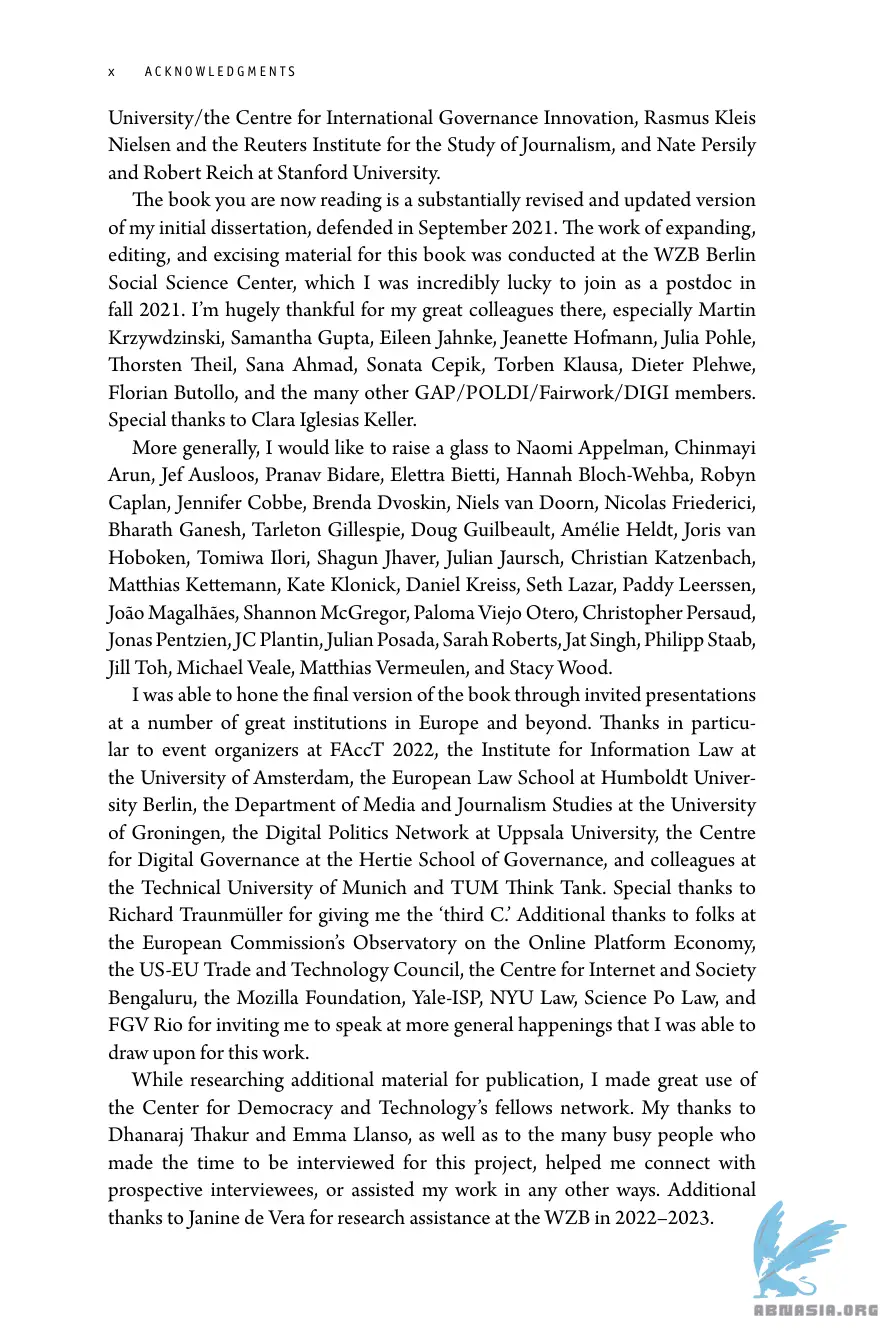 x ACKNOWLEDGMENTS
University/the Centre for International Governance Innovation, Rasmus Kleis
Nielsen and the Reuters Institute for the Study of Journalism, and Nate Persily
and Robert Reich at Stanford University.
The book you are now reading is a substantially revised and updated version
of my initial dissertation, defended in September 2021. The work of expanding,
editing, and excising material for this book was conducted at the WZB Berlin
Social Science Center, which I was incredibly lucky to join as a postdoc in
fall 2021. I’m hugely thankful for my great colleagues there, especially Martin
Krzywdzinski, Samantha Gupta, Eileen Jahnke, Jeanette Hofmann, Julia Pohle,
Thorsten Theil, Sana Ahmad, Sonata Cepik, Torben Klausa, Dieter Plehwe,
Florian Butollo, and the many other GAP/POLDI/Fairwork/DIGI members.
Special thanks to Clara Iglesias Keller.
More generally, I would like to raise a glass to Naomi Appelman, Chinmayi
Arun, Jef Ausloos, Pranav Bidare, Elettra Bietti, Hannah Bloch-Wehba, Robyn
Caplan, Jennifer Cobbe, Brenda Dvoskin, Niels van Doorn, Nicolas Friederici,
Bharath Ganesh, Tarleton Gillespie, Doug Guilbeault, Amélie Heldt, Joris van
Hoboken, Tomiwa Ilori, Shagun Jhaver, Julian Jaursch, Christian Katzenbach,
Matthias Kettemann, Kate Klonick, Daniel Kreiss, Seth Lazar, Paddy Leerssen,
João Magalhães, Shannon McGregor, Paloma Viejo Otero, Christopher Persaud,
Jonas Pentzien, JC Plantin, Julian Posada, Sarah Roberts, Jat Singh, Philipp Staab,
Jill Toh, Michael Veale, Matthias Vermeulen, and Stacy Wood.
I was able to hone the final version of the book through invited presentations
at a number of great institutions in Europe and beyond. Thanks in particu-
lar to event organizers at FAccT 2022, the Institute for Information Law at
the University of Amsterdam, the European Law School at Humboldt Univer-
sity Berlin, the Department of Media and Journalism Studies at the University
of Groningen, the Digital Politics Network at Uppsala University, the Centre
for Digital Governance at the Hertie School of Governance, and colleagues at
the Technical University of Munich and TUM Think Tank. Special thanks to
Richard Traunmüller for giving me the ‘third C.’ Additional thanks to folks at
the European Commission’s Observatory on the Online Platform Economy,
the US-EU Trade and Technology Council, the Centre for Internet and Society
Bengaluru, the Mozilla Foundation, Yale-ISP, NYU Law, Science Po Law, and
FGV Rio for inviting me to speak at more general happenings that I was able to
draw upon for this work.
While researching additional material for publication, I made great use of
the Center for Democracy and Technology’s fellows network. My thanks to
Dhanaraj Thakur and Emma Llanso, as well as to the many busy people who
made the time to be interviewed for this project, helped me connect with
prospective interviewees, or assisted my work in any other ways. Additional
thanks to Janine de Vera for research assistance at the WZB in 2022–2023.
ABNASIA.ORG